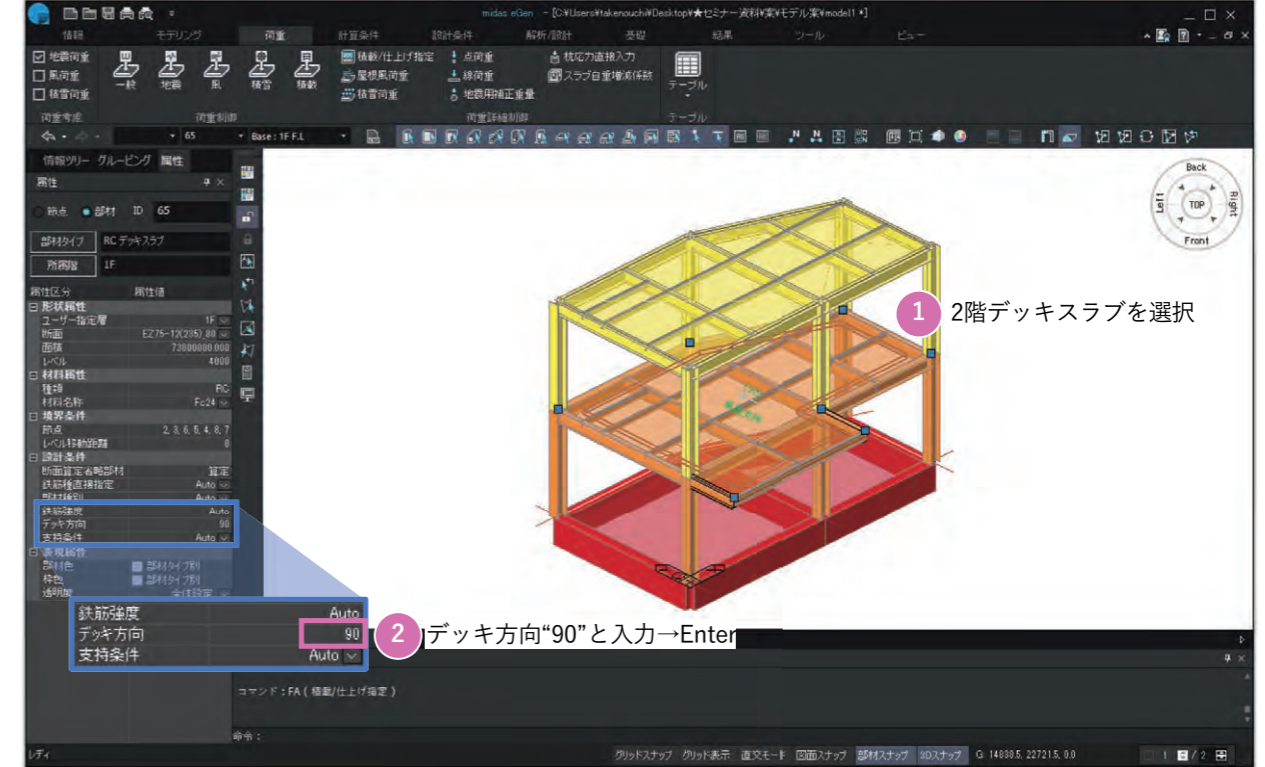 midas eGen - [C:¥Users¥takenouchi¥Desktop¥★セミナー資料¥案¥モデル案¥model1 *]
情報 モデリング 荷重 計算条件 設計条件 解析/設計 基礎 結果 ツール ビュー
地震荷重
風荷重
積雪荷重
一般 地震 風 積雪 積載
積載/仕上げ指定
屋根風荷重
積雪荷重
点荷重
線荷重
地震用補正重量
杭応力直接入力
スラブ自重増減係数
テーブル
荷重考慮 荷重制御 荷重詳細制御 テーブル
65 Base : 1F F.L
情報ツリー グルーピング 属性
属性
節点 部材 ID 65
部材タイプ RC デッキスラブ
所属階 1F
属性区分 属性値
形状属性
ユーザー指定層 1F
断面 EZ75-12(235)_80
面積 73000000.000
レベル 4000
材料属性
種類 RC
材料名称 Fc24
境界条件
節点 2, 3, 6, 5, 4, 8, 7
レベル移動距離 0
設計条件
断面算定省略部材 算定
鉄筋種直接指定 Auto
部材種別 Auto
鉄筋強度 Auto
デッキ方向 90
支持条件 Auto
表現属性
部材色 部材タイプ別
枠色 部材タイプ別
透明度 全体設定
鉄筋強度 Auto
デッキ方向 90
支持条件 Auto
Back
Left TOP Right
Front
1 2階デッキスラブを選択
2 デッキ方向“90”と入力→Enter
コマンド : FA ( 積載/仕上げ指定 )
命令 :
レディ
グリッドスナップ グリッド表示 直交モード 図面スナップ 部材スナップ 3Dスナップ G: 14838.5, 22721.5, 0.0 1 / 2